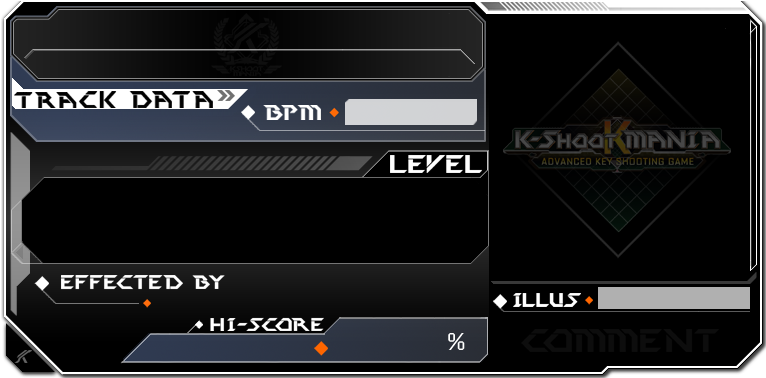 TRACK DATA
BPM
LEVEL
K-SHOOTMANIA
ADVANCED KEY SHOOTING GAME
EFFECTED BY
ILLUS
HI-SCORE
%
COMMENT